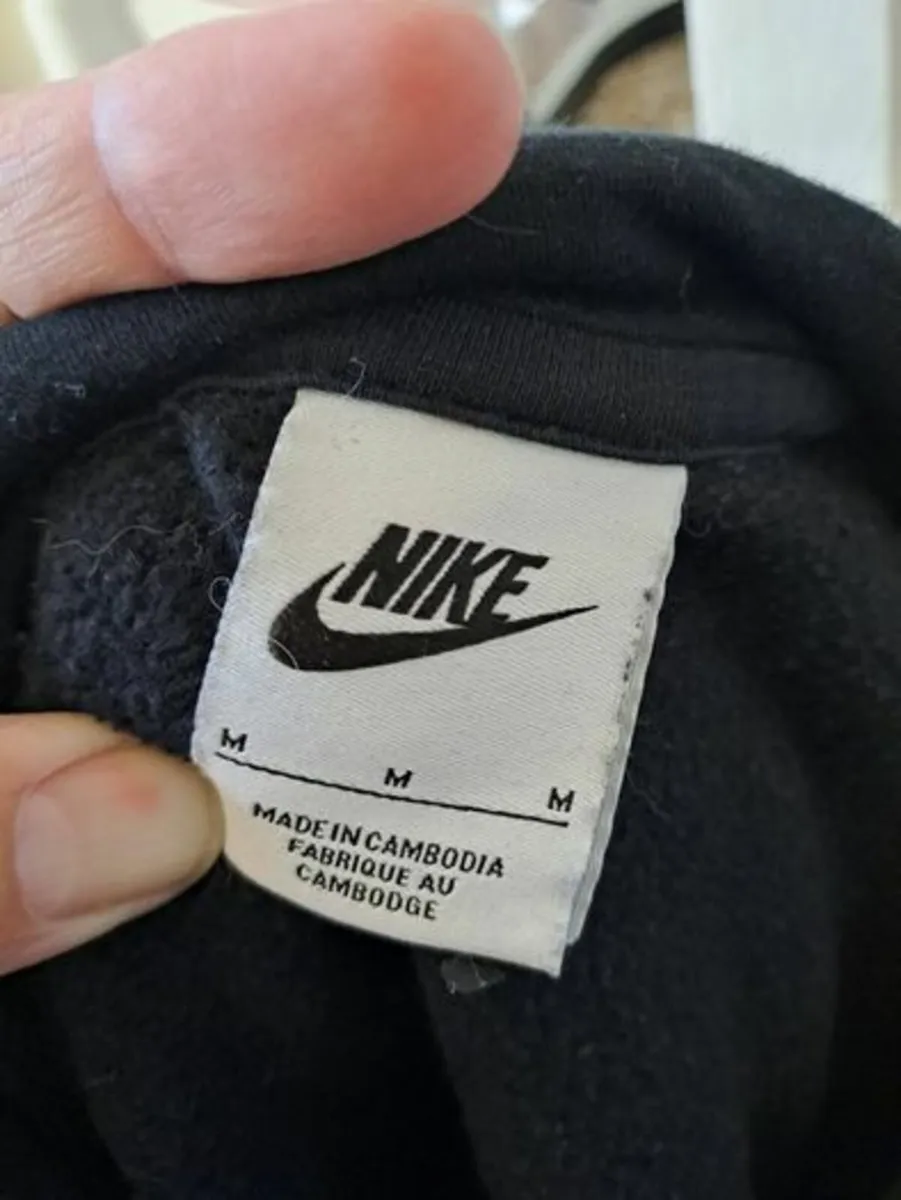 NIKE
M M M
MADE IN CAMBODIA
FABRIQUE AU
CAMBODGE